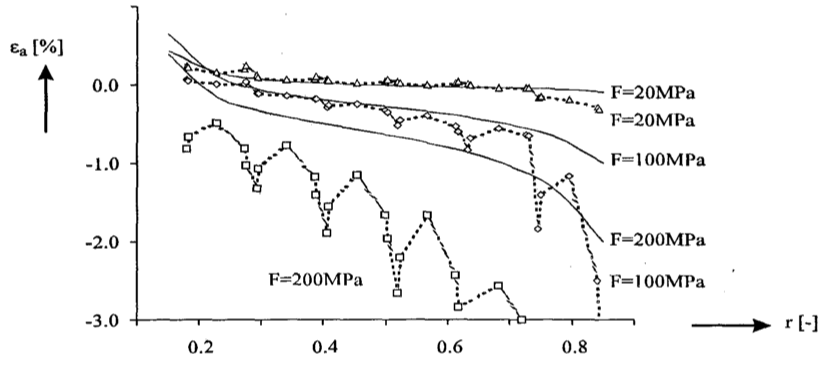 εa [%]
0.0
F=20MPa
F=20MPa
-1.0
F=100MPa
-2.0
F=200MPa
F=200MPa
F=100MPa
-3.0
r [-]
0.2
0.4
0.6
0.8